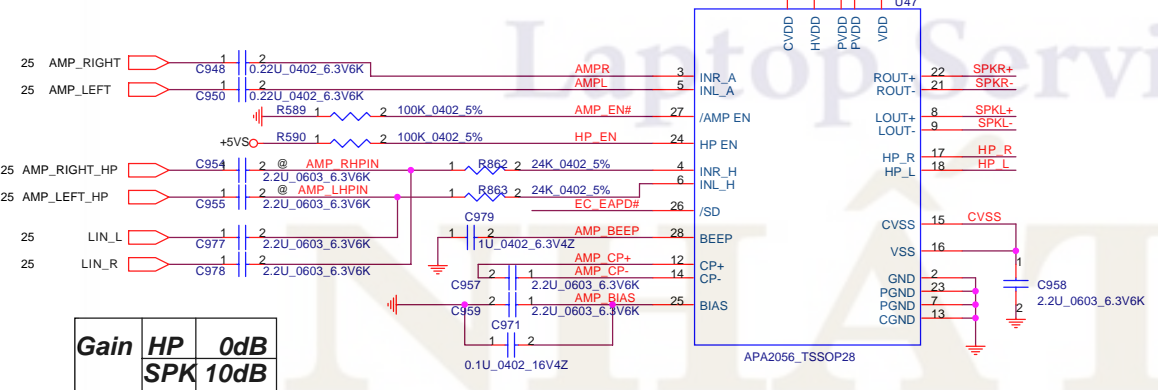 U47
Laptop Servi
CVDD
HVDD
PVDD
PVDD
VDD
25 AMP_RIGHT 1 2 C948 0.22U_0402_6.3V6K AMPR 3 INR_A ROUT+ 22 SPKR+
25 AMP_LEFT 1 2 C950 0.22U_0402_6.3V6K AMPL 5 INL_A ROUT- 21 SPKR-
R589 1 2 100K_0402_5% AMP_EN# 27 /AMP EN LOUT+ 8 SPKL+
LOUT- 9 SPKL-
+5VS R590 1 2 100K_0402_5% HP_EN 24 HP EN
HP_R 17 HP_R
25 AMP_RIGHT_HP C954 1 2 @ AMP_RHPIN 2.2U_0603_6.3V6K 1 R862 2 24K_0402_5% 4 INR_H HP_L 18 HP_L
25 AMP_LEFT_HP C955 1 2 @ AMP_LHPIN 2.2U_0603_6.3V6K 1 R863 2 24K_0402_5% 6 INL_H
EC_EAPD# 26 /SD
25 LIN_L 1 2 C977 2.2U_0603_6.3V6K C979 1 2 1U_0402_6.3V4Z AMP_BEEP 28 BEEP CVSS 15 CVSS
25 LIN_R 1 2 C978 2.2U_0603_6.3V6K AMP_CP+ 12 CP+ VSS 16
C957 2 1 2.2U_0603_6.3V6K AMP_CP- 14 CP- GND 2
PGND 23
C959 2 1 2.2U_0603_6.3V6K AMP_BIAS 25 BIAS PGND 7
CGND 13
1 C958
2.2U_0603_6.3V6K
2
C971 1 2
0.1U_0402_16V4Z
APA2056_TSSOP28
NHẤT
Gain HP 0dB
SPK 10dB